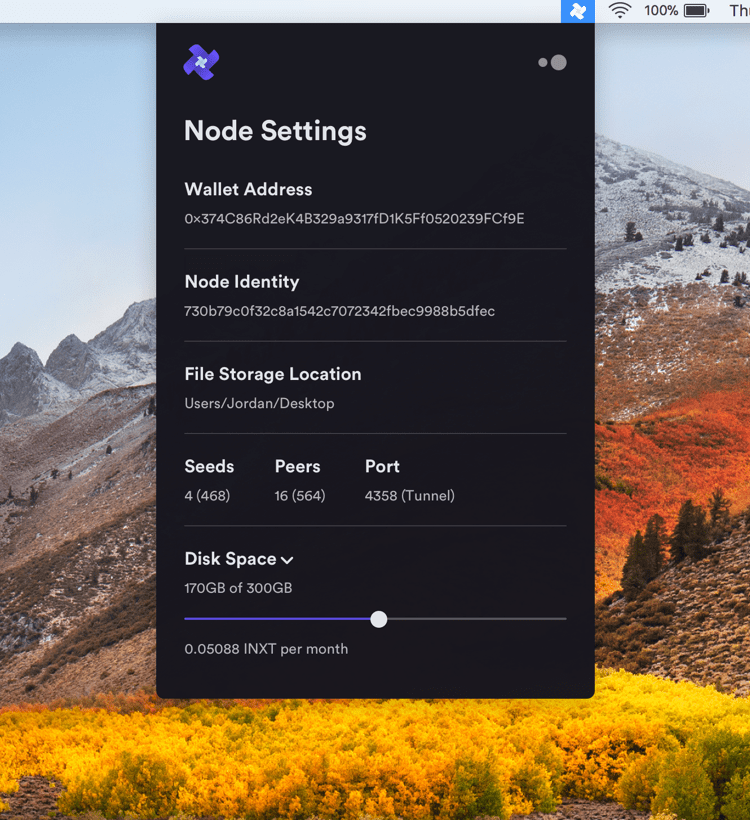 100%
Thu
Node Settings
Wallet Address
0x374C86Rd2eK4B329a9317fD1K5Ff0520239FCf9E
Node Identity
730b79c0f32c8a1542c7072342fbec9988b5dfec
File Storage Location
Users/Jordan/Desktop
Seeds Peers Port
4 (468) 16 (564) 4358 (Tunnel)
Disk Space
170GB of 300GB
0.05088 INXT per month